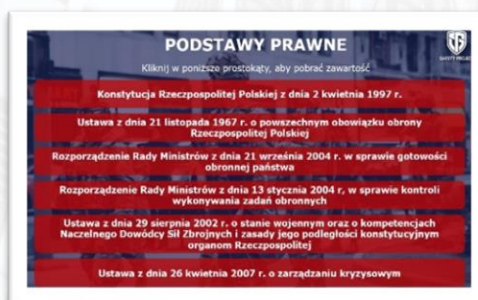 PODSTAWY PRAWNE
Kliknij w poniższe prostokąty, aby pobrać zawartość
Konstytucja Rzeczpospolitej Polskiej z dnia 2 kwietnia 1997 r.
Ustawa z dnia 21 listopada 1967 r. o powszechnym obowiązku obrony
Rzeczpospolitej Polskiej
Rozporządzenie Rady Ministrów z dnia 21 września 2004 r. w sprawie gotowości
obronnej państwa
Rozporządzenie Rady Ministrów z dnia 13 stycznia 2004 r, w sprawie kontroli
wykonywania zadań obronnych
Ustawa z dnia 29 sierpnia 2002 r. o stanie wojennym oraz o kompetencjach
Naczelnego Dowódcy Sił Zbrojnych i zasady jego podległości konstytucyjnym
organom Rzeczpospolitej
Ustawa z dnia 26 kwietnia 2007 r. o zarządzaniu kryzysowym